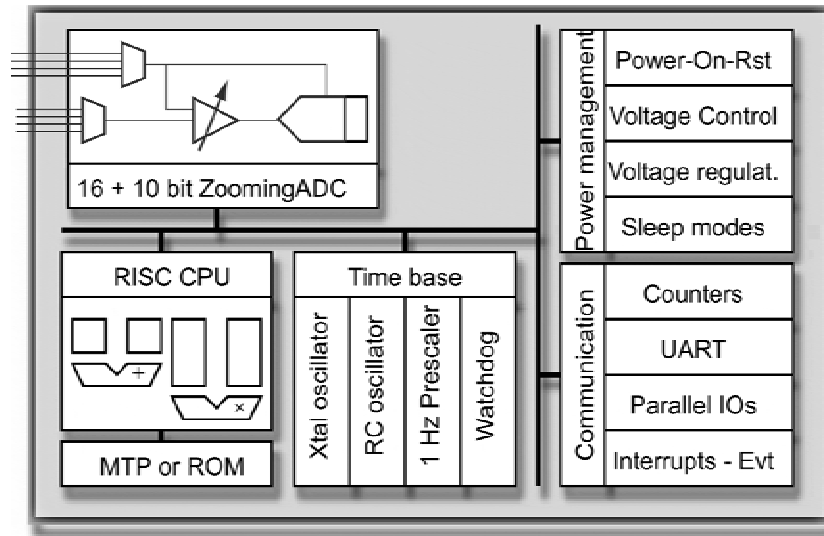 16 + 10 bit ZoomingADC
RISC CPU
+
×
MTP or ROM
Time base
Xtal oscillator
RC oscillator
1 Hz Prescaler
Watchdog
Power management
Power-On-Rst
Voltage Control
Voltage regulat.
Sleep modes
Communication
Counters
UART
Parallel IOs
Interrupts - Evt